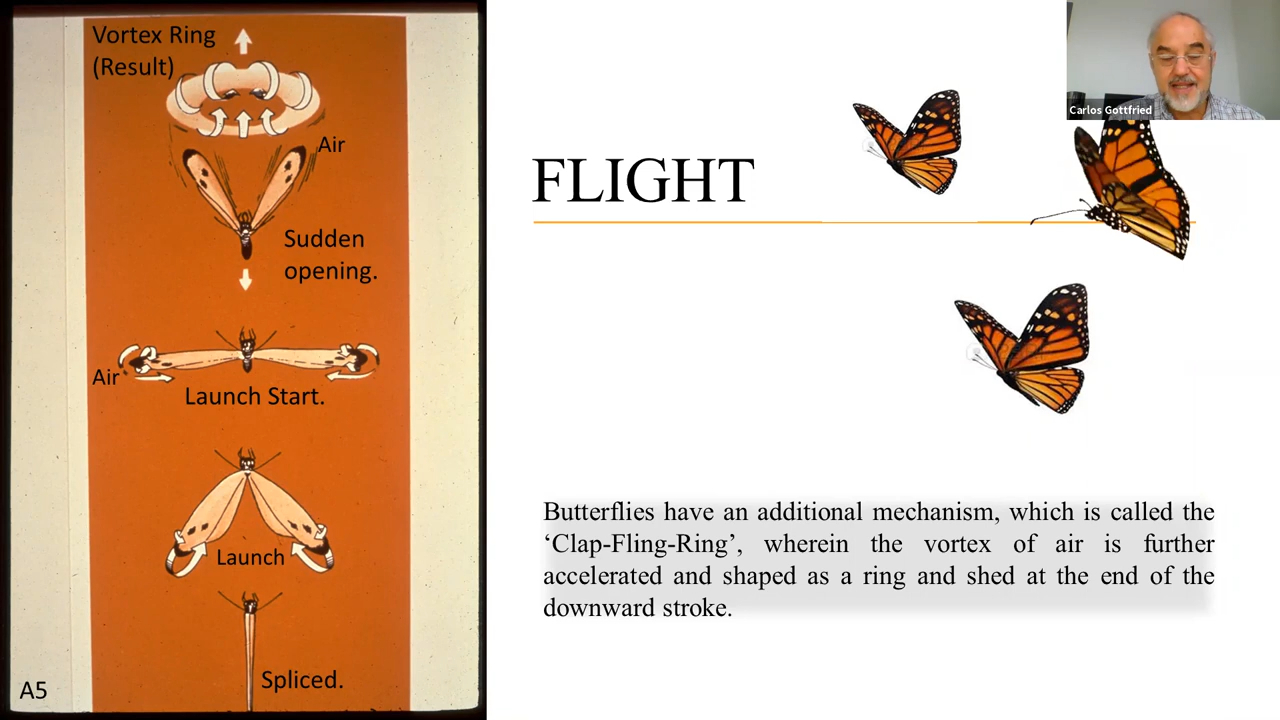 Vortex Ring
(Result)
Air
Sudden
opening.
Air
Launch Start.
Launch
Spliced.
A5
FLIGHT
Butterflies have an additional mechanism, which is called the
‘Clap-Fling-Ring’, wherein the vortex of air is further
accelerated and shaped as a ring and shed at the end of the
downward stroke.
Carlos Gottfried